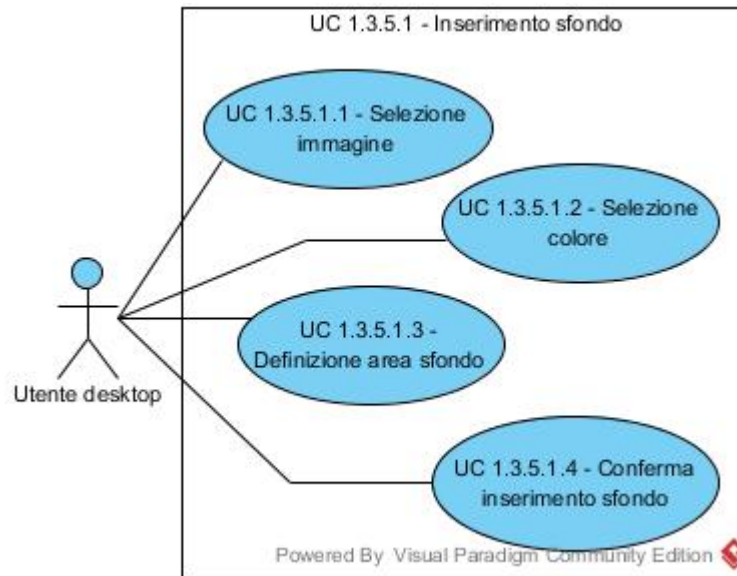 UC 1.3.5.1 - Inserimento sfondo
UC 1.3.5.1.1 - Selezione
immagine
UC 1.3.5.1.2 - Selezione
colore
UC 1.3.5.1.3 -
Definizione area sfondo
Utente desktop
UC 1.3.5.1.4 - Conferma
inserimento sfondo
Powered By Visual Paradigm Community Edition